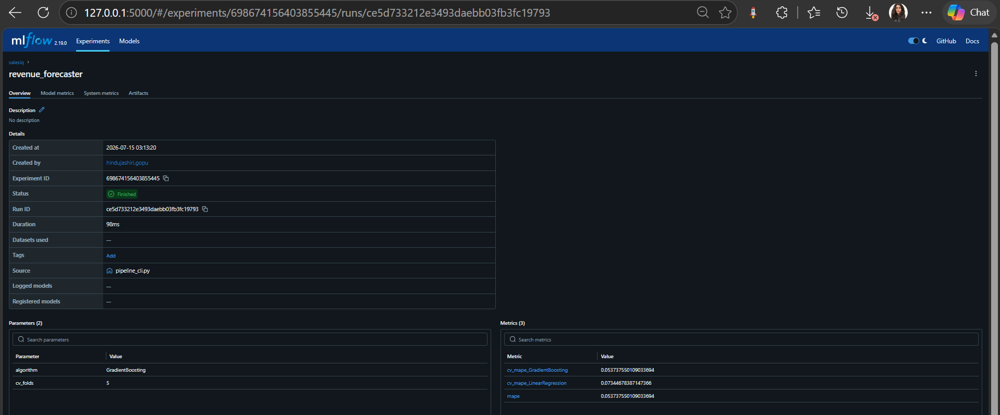 127.0.0.1:5000/#/experiments/698674156403855445/runs/ce5d733212e3493daebb03fb3fc19793
Chat
mlflow 2.19.0 Experiments Models GitHub Docs
salesiq
revenue_forecaster
Overview Model metrics System metrics Artifacts
Description
No description
Details
Created at 2026-07-15 03:13:20
Created by hindujashiri.gopu
Experiment ID 698674156403855445
Status Finished
Run ID ce5d733212e3493daebb03fb3fc19793
Duration 98ms
Datasets used —
Tags Add
Source pipeline_cli.py
Logged models —
Registered models —
Parameters (2)
Search parameters
Parameter Value
algorithm GradientBoosting
cv_folds 5
Metrics (3)
Search metrics
Metric Value
cv_mape_GradientBoosting 0.053737550109033694
cv_mape_LinearRegression 0.07344678387147366
mape 0.053737550109033694